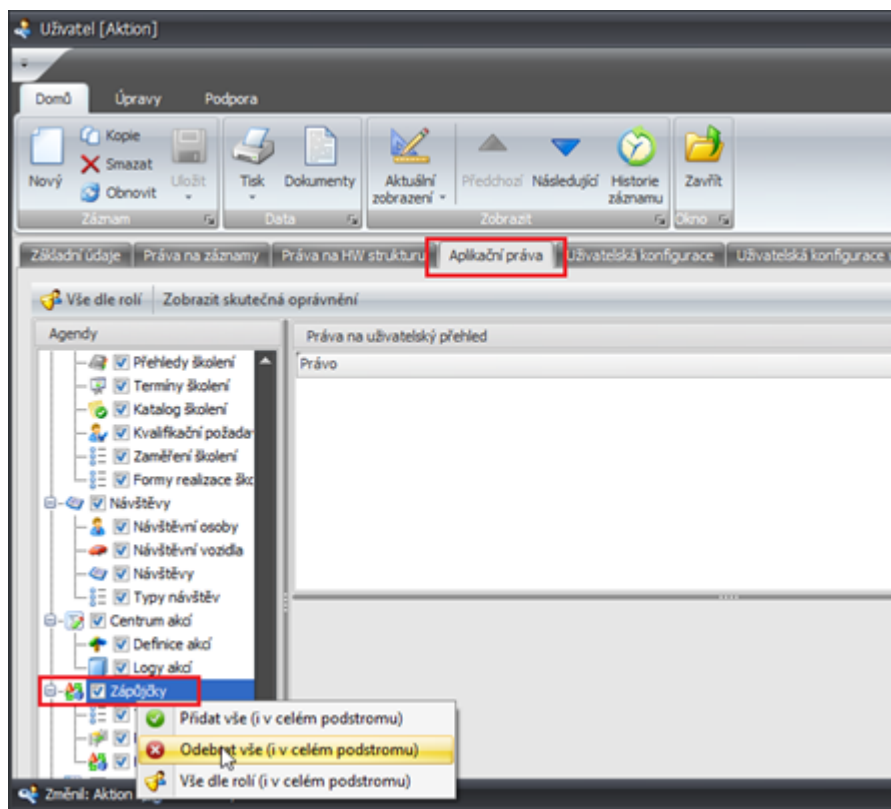 Uživatel [Aktion]
Domů Úpravy Podpora
Nový
Kopie
Smazat
Obnovit
Uložit
Tisk
Dokumenty
Aktuální
zobrazení
Předchozí
Následující
Historie
záznamu
Zavřít
Záznam Data Zobrazit Okno
Základní údaje Práva na záznamy Práva na HW strukturu Aplikační práva Uživatelská konfigurace Uživatelská konfigurace
Vše dle rolí Zobrazit skutečná oprávnění
Agendy
Přehledy školení
Termíny školení
Katalog školení
Kvalifikační požada
Zaměření školení
Formy realizace ško
Návštěvy
Návštěvní osoby
Návštěvní vozidla
Návštěvy
Typy návštěv
Centrum akcí
Definice akcí
Logy akcí
Zápůjčky
Práva na uživatelský přehled
Právo
Přidat vše (i v celém podstromu)
Odebrat vše (i v celém podstromu)
Vše dle rolí (i v celém podstromu)
Změnil: Aktion